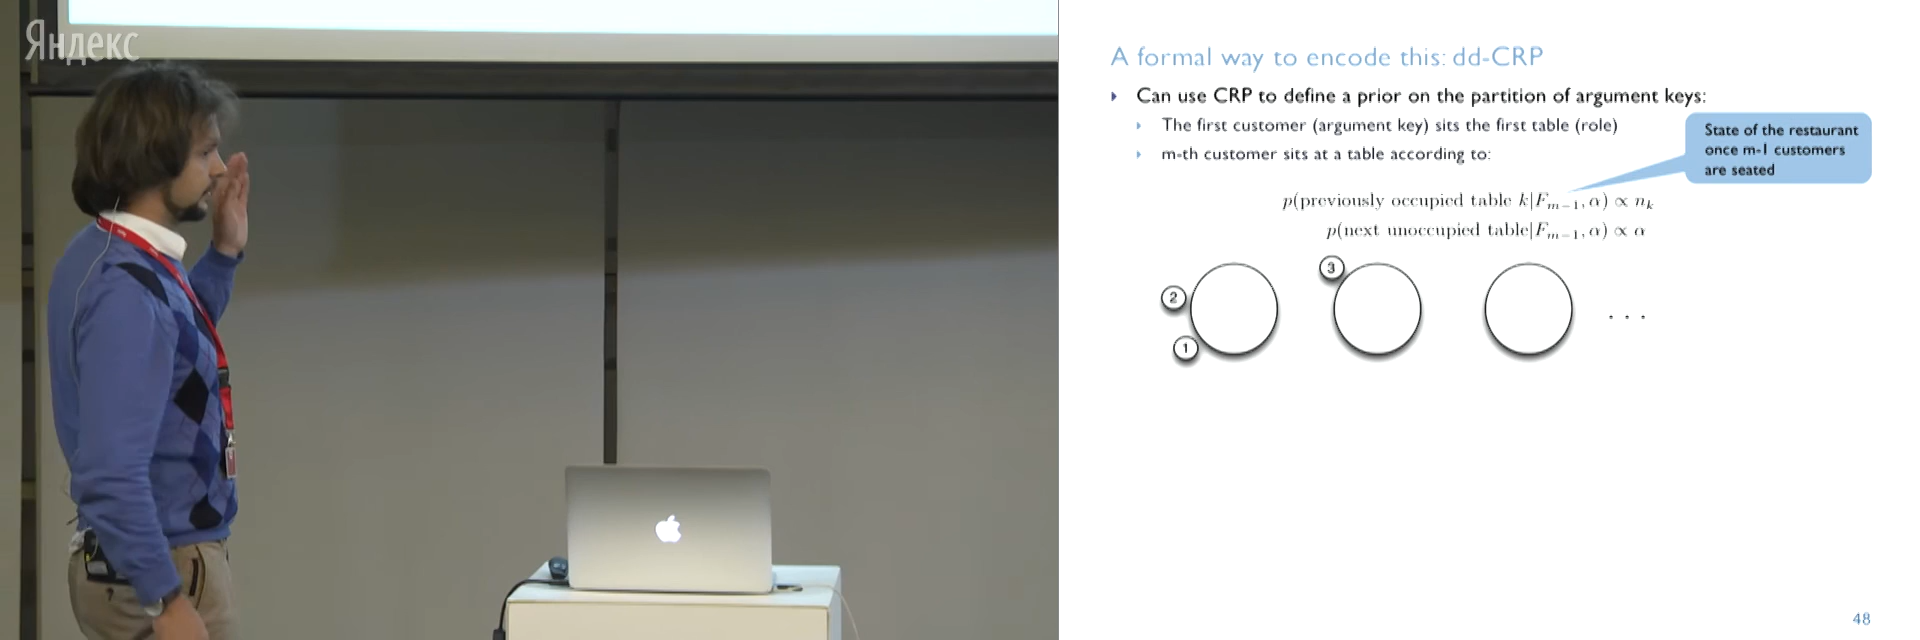 Яндекс
A formal way to encode this: dd-CRP
Can use CRP to define a prior on the partition of argument keys:
The first customer (argument key) sits the first table (role)
m-th customer sits at a table according to:
State of the restaurant
once m-1 customers
are seated
p(previously occupied table k|F_{m−1}, α) ∝ n_k
p(next unoccupied table|F_{m−1}, α) ∝ α
3
2
1
. . .
48